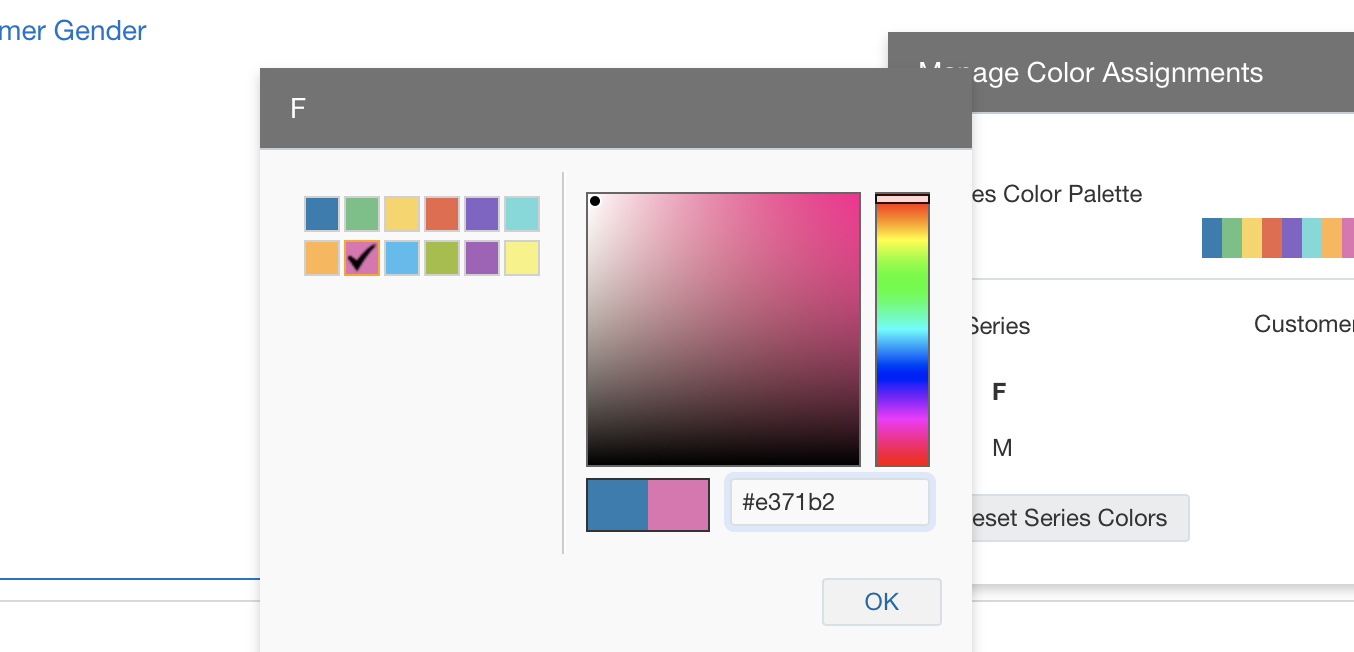 mer Gender
Manage Color Assignments
F
es Color Palette
Series
Customer
F
M
#e371b2
eset Series Colors
OK